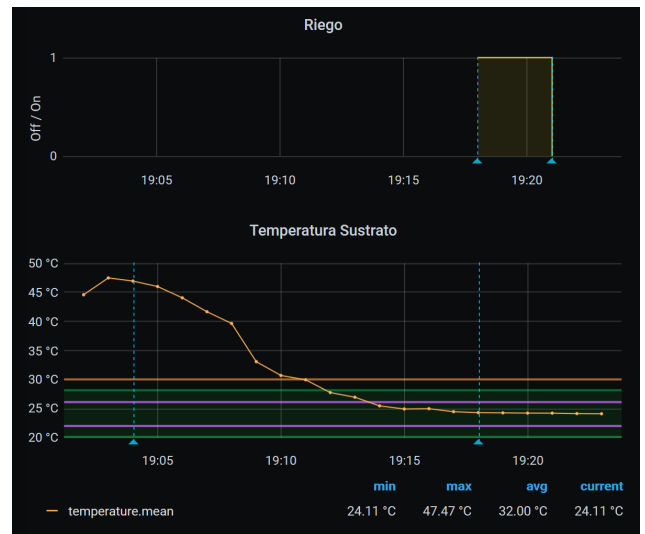 Riego
1
Off / On
0
19:05 19:10 19:15 19:20
Temperatura Sustrato
50 °C
45 °C
40 °C
35 °C
30 °C
25 °C
20 °C
19:05 19:10 19:15 19:20
min max avg current
temperature.mean 24.11 °C 47.47 °C 32.00 °C 24.11 °C